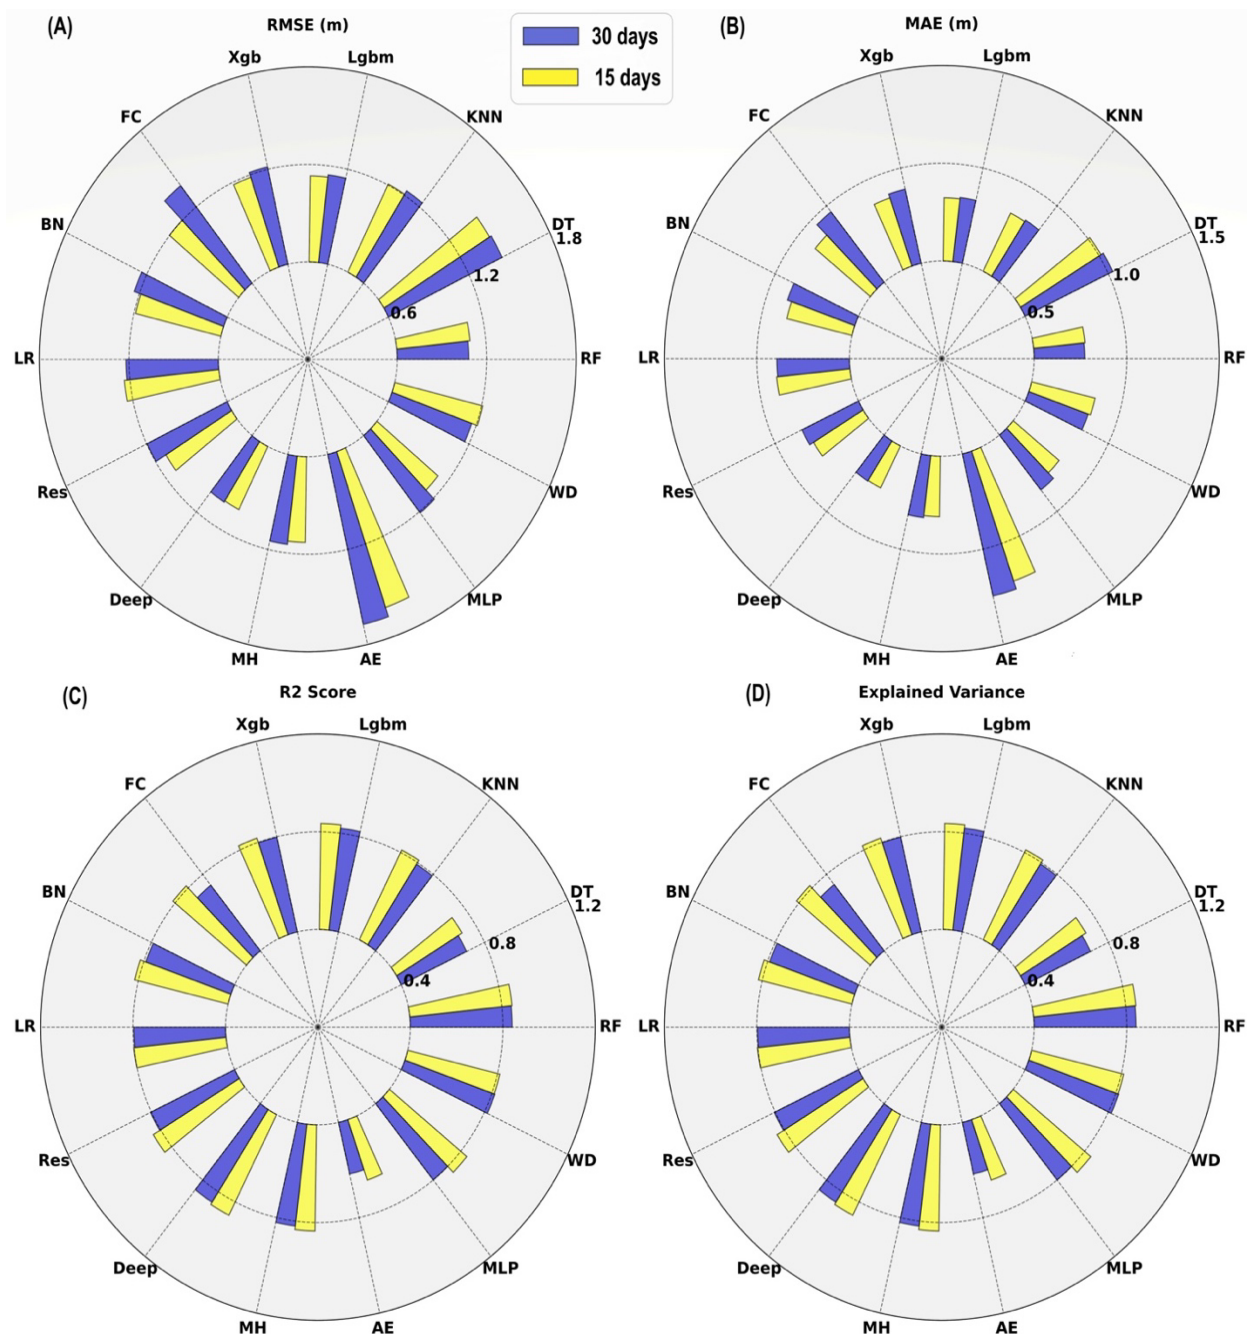 (A)
RMSE (m)
30 days
15 days
(B)
MAE (m)
Xgb
Lgbm
FC
KNN
BN
DT
1.8
1.2
0.6
LR
RF
Res
WD
Deep
MLP
MH
AE
Xgb
Lgbm
FC
KNN
BN
DT
1.5
1.0
0.5
LR
RF
Res
WD
Deep
MLP
MH
AE
(C)
R2 Score
(D)
Explained Variance
Xgb
Lgbm
FC
KNN
BN
DT
1.2
0.8
0.4
LR
RF
Res
WD
Deep
MLP
MH
AE
Xgb
Lgbm
FC
KNN
BN
DT
1.2
0.8
0.4
LR
RF
Res
WD
Deep
MLP
MH
AE